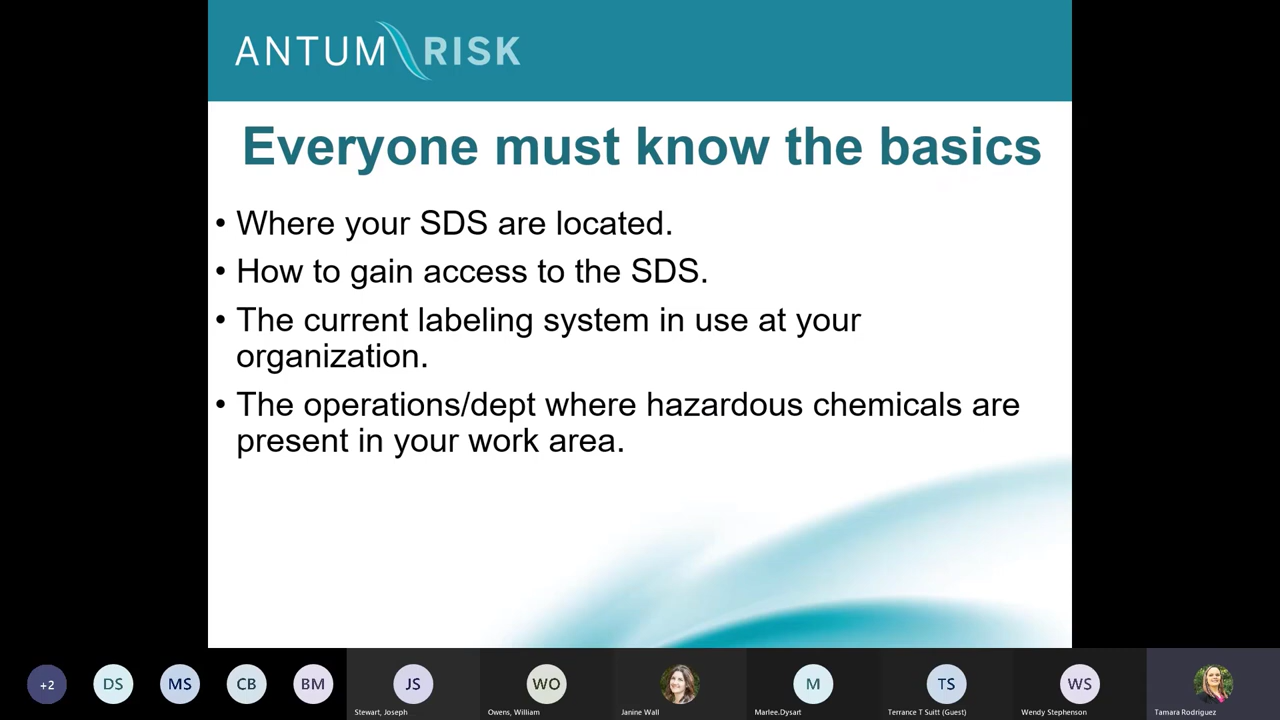 ANTUM RISK
Everyone must know the basics
• Where your SDS are located.
• How to gain access to the SDS.
• The current labeling system in use at your
organization.
• The operations/dept where hazardous chemicals are
present in your work area.
+2
DS
MS
CB
BM
JS
WO
M
TS
WS
Stewart, Joseph
Owens, William
Janine Wall
Marlee.Dysart
Terrance T Suitt (Guest)
Wendy Stephenson
Tamara Rodriguez